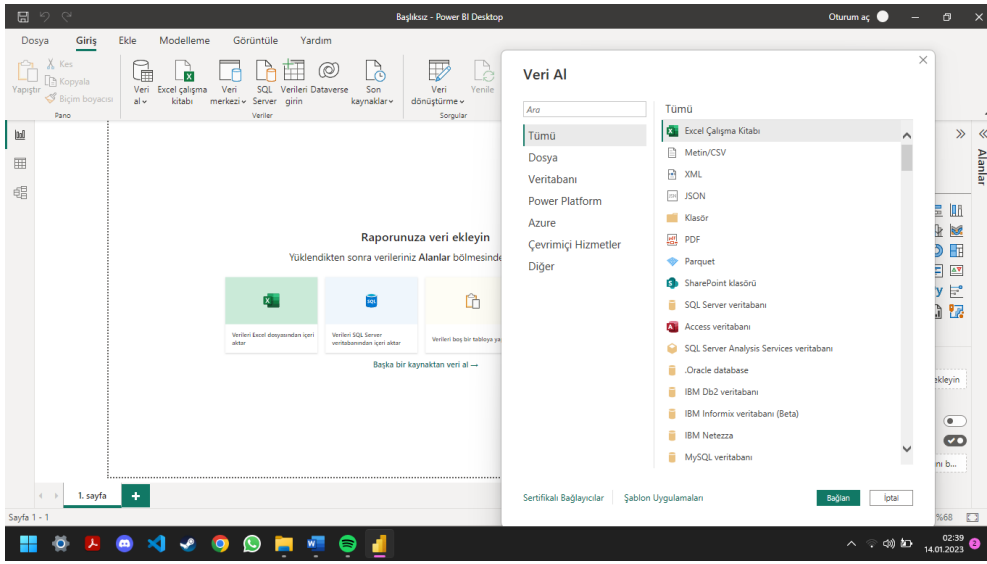 Başlıksız - Power BI Desktop
Oturum aç
Dosya Giriş Ekle Modelleme Görüntüle Yardım
Yapıştır
Kes
Kopyala
Biçim boyacısı
Pano
Veri al
Excel çalışma kitabı
Veri merkezi
SQL Server
Verileri girin
Dataverse
Son kaynaklar
Veriler
Veri dönüştürme
Yenile
Sorgular
Raporunuza veri ekleyin
Yüklendikten sonra verileriniz Alanlar bölmesinde
Verileri Excel dosyasından içeri aktar
Verileri SQL Server veritabanından içeri aktar
Verileri boş bir tabloya ya
Başka bir kaynaktan veri al →
Veri Al
Ara
Tümü
Dosya
Veritabanı
Power Platform
Azure
Çevrimiçi Hizmetler
Diğer
Tümü
Excel Çalışma Kitabı
Metin/CSV
XML
JSON
Klasör
PDF
Parquet
SharePoint klasörü
SQL Server veritabanı
Access veritabanı
SQL Server Analysis Services veritabanı
.Oracle database
IBM Db2 veritabanı
IBM Informix veritabanı (Beta)
IBM Netezza
MySQL veritabanı
Sertifikalı Bağlayıcılar
Şablon Uygulamaları
Bağlan
İptal
Alanlar
ekleyin
nı b...
1. sayfa
Sayfa 1 - 1
%68
02:39
14.01.2023
2